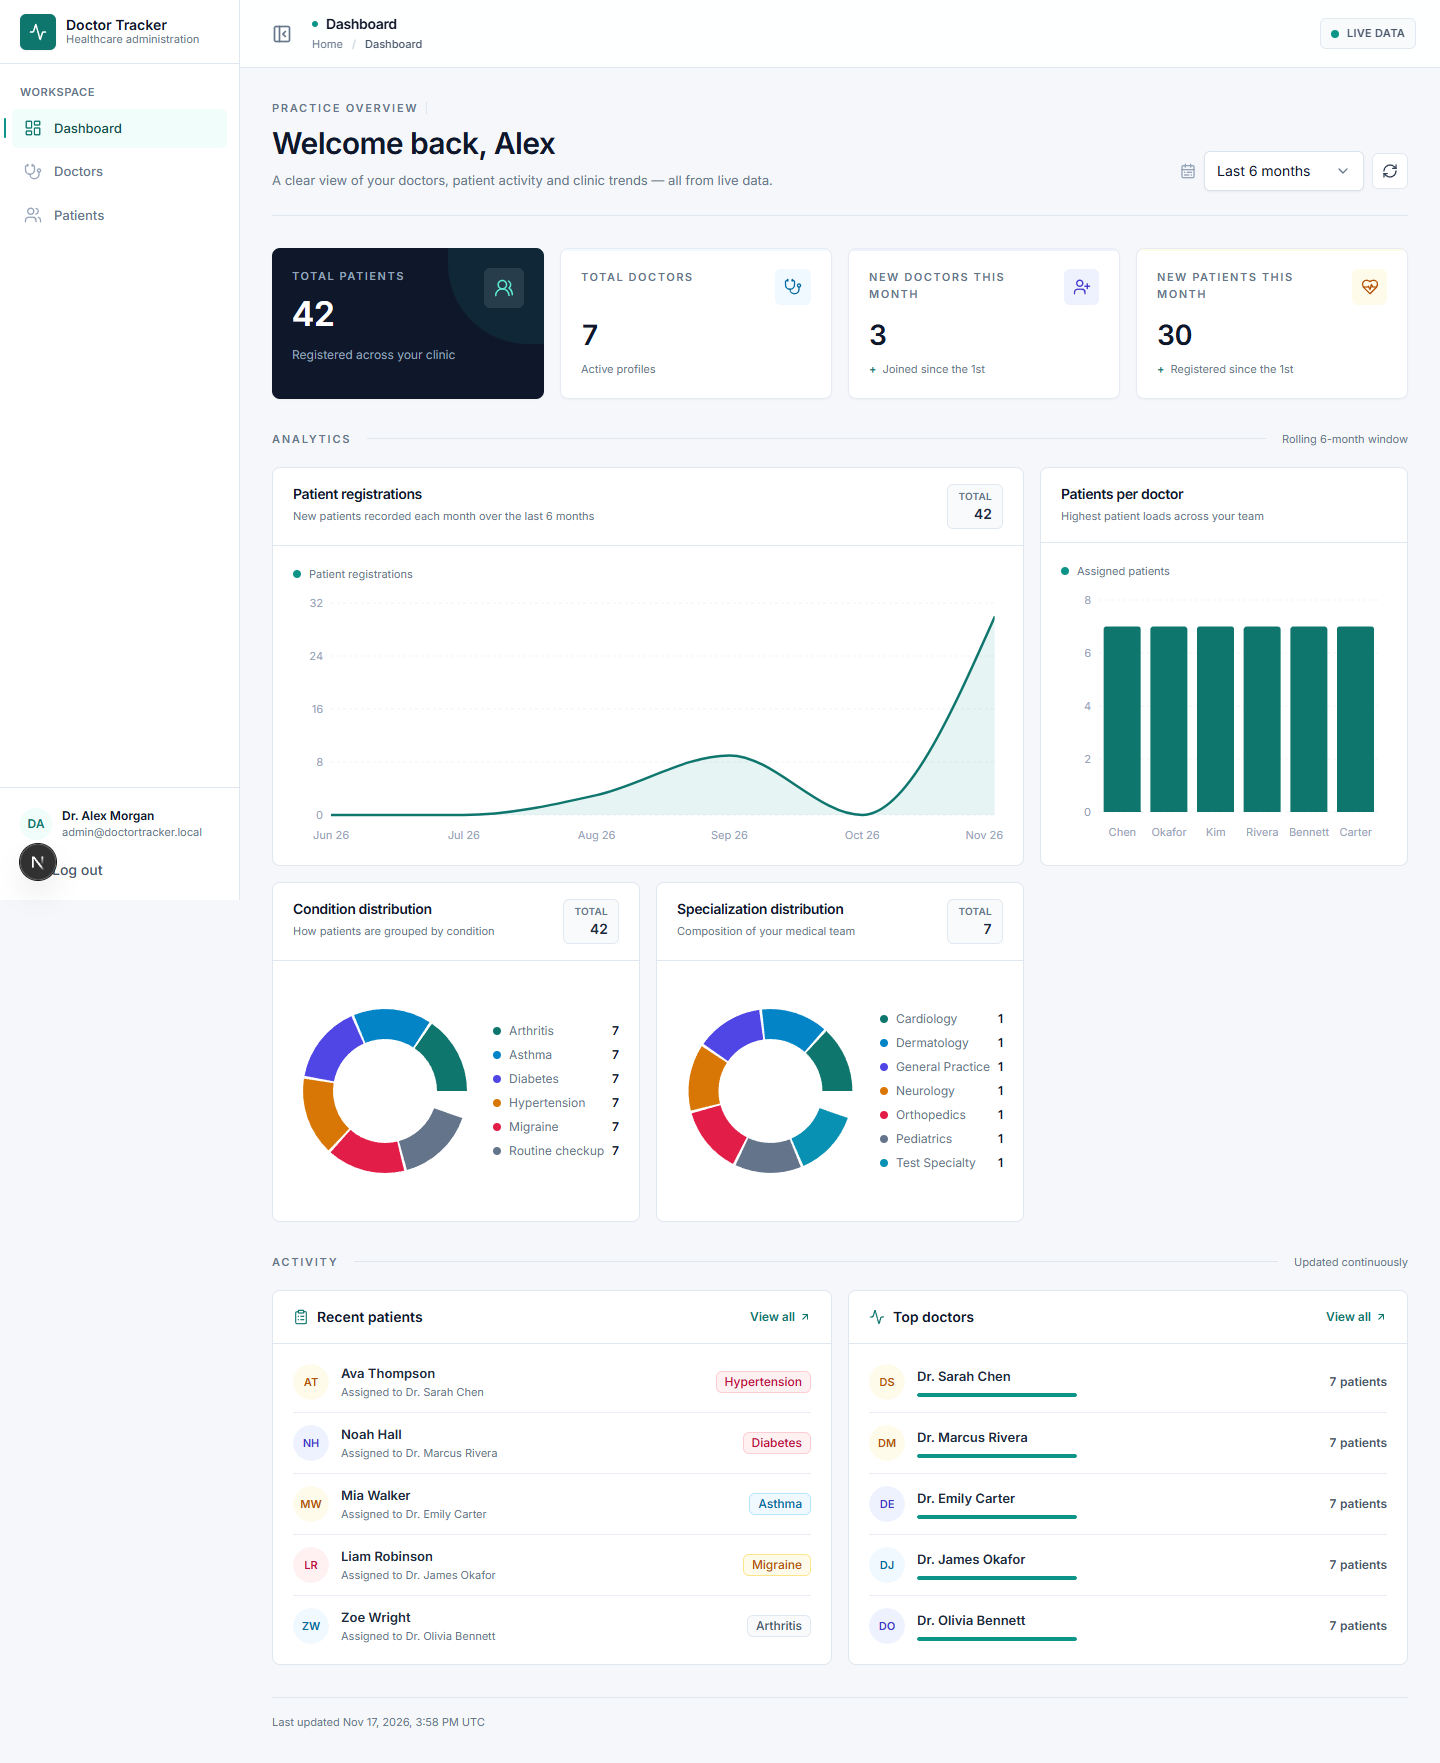 Doctor Tracker
Healthcare administration
WORKSPACE
Dashboard
Doctors
Patients
DA
Dr. Alex Morgan
admin@doctortracker.local
N
Log out
Dashboard
Home / Dashboard
LIVE DATA
PRACTICE OVERVIEW
Welcome back, Alex
A clear view of your doctors, patient activity and clinic trends — all from live data.
Last 6 months
TOTAL PATIENTS
42
Registered across your clinic
TOTAL DOCTORS
7
Active profiles
NEW DOCTORS THIS
MONTH
3
+ Joined since the 1st
NEW PATIENTS THIS
MONTH
30
+ Registered since the 1st
ANALYTICS
Rolling 6-month window
Patient registrations
New patients recorded each month over the last 6 months
TOTAL
42
Patient registrations
32
24
16
8
0
Jun 26 Jul 26 Aug 26 Sep 26 Oct 26 Nov 26
Patients per doctor
Highest patient loads across your team
Assigned patients
8
6
4
2
0
Chen Okafor Kim Rivera Bennett Carter
Condition distribution
How patients are grouped by condition
TOTAL
42
Arthritis 7
Asthma 7
Diabetes 7
Hypertension 7
Migraine 7
Routine checkup 7
Specialization distribution
Composition of your medical team
TOTAL
7
Cardiology 1
Dermatology 1
General Practice 1
Neurology 1
Orthopedics 1
Pediatrics 1
Test Specialty 1
ACTIVITY
Updated continuously
Recent patients
View all
AT
Ava Thompson
Assigned to Dr. Sarah Chen
Hypertension
NH
Noah Hall
Assigned to Dr. Marcus Rivera
Diabetes
MW
Mia Walker
Assigned to Dr. Emily Carter
Asthma
LR
Liam Robinson
Assigned to Dr. James Okafor
Migraine
ZW
Zoe Wright
Assigned to Dr. Olivia Bennett
Arthritis
Top doctors
View all
DS
Dr. Sarah Chen
7 patients
DM
Dr. Marcus Rivera
7 patients
DE
Dr. Emily Carter
7 patients
DJ
Dr. James Okafor
7 patients
DO
Dr. Olivia Bennett
7 patients
Last updated Nov 17, 2026, 3:58 PM UTC